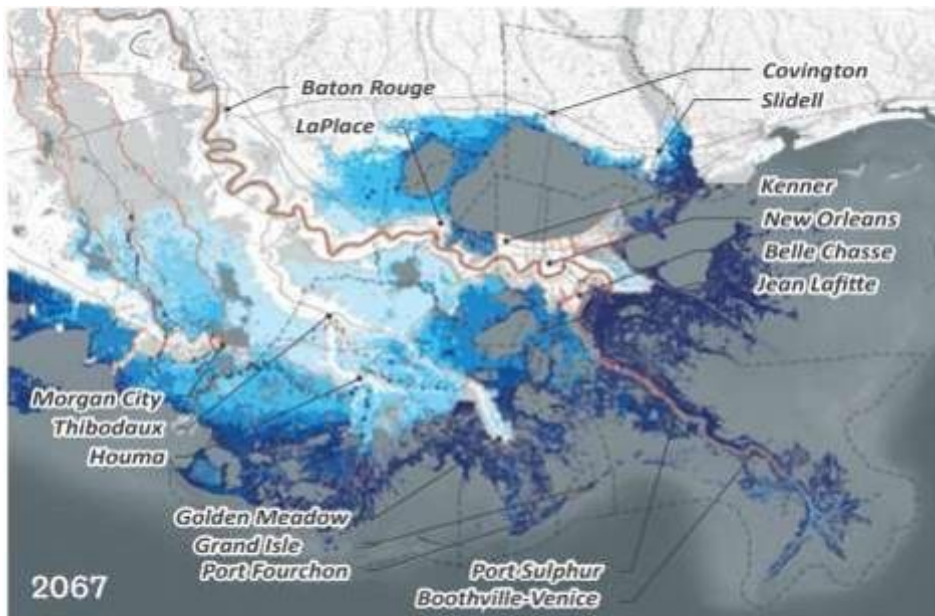 Baton Rouge
LaPlace
Covington
Slidell
Kenner
New Orleans
Belle Chasse
Jean Lafitte
Morgan City
Thibodaux
Houma
Golden Meadow
Grand Isle
Port Fourchon
Port Sulphur
Boothville-Venice
2067